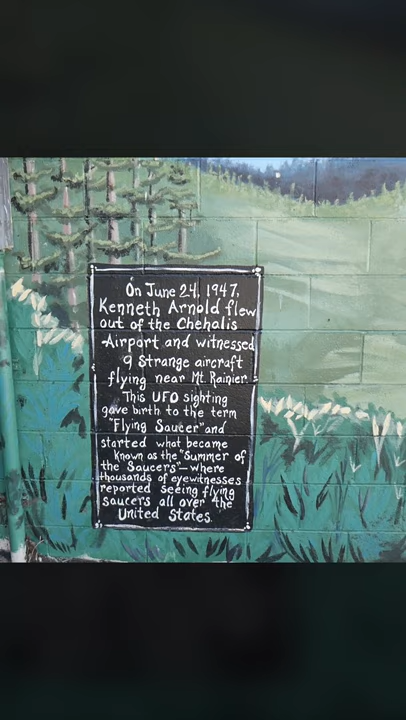 On June 24, 1947,
Kenneth Arnold flew
out of the Chehalis
Airport and witnessed
9 Strange aircraft
flying near Mt. Rainier.
This UFO sighting
gave birth to the term
"Flying Saucer" and
started what became
known as the "Summer of
the Saucers"—where
thousands of eyewitnesses
reported seeing flying
saucers all over the
United States.